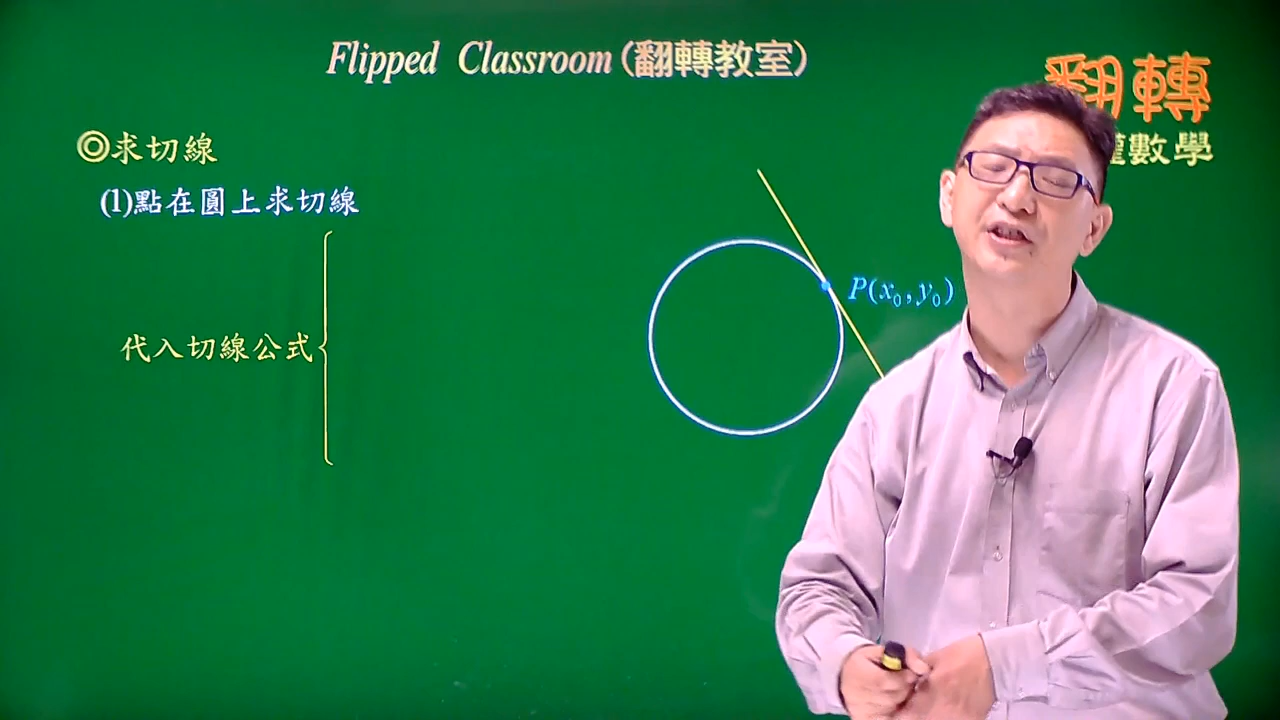 Flipped Classroom (翻轉教室)
翻轉
數學
◎求切線
(1)點在圓上求切線
P(x₀, y₀)
代入切線公式